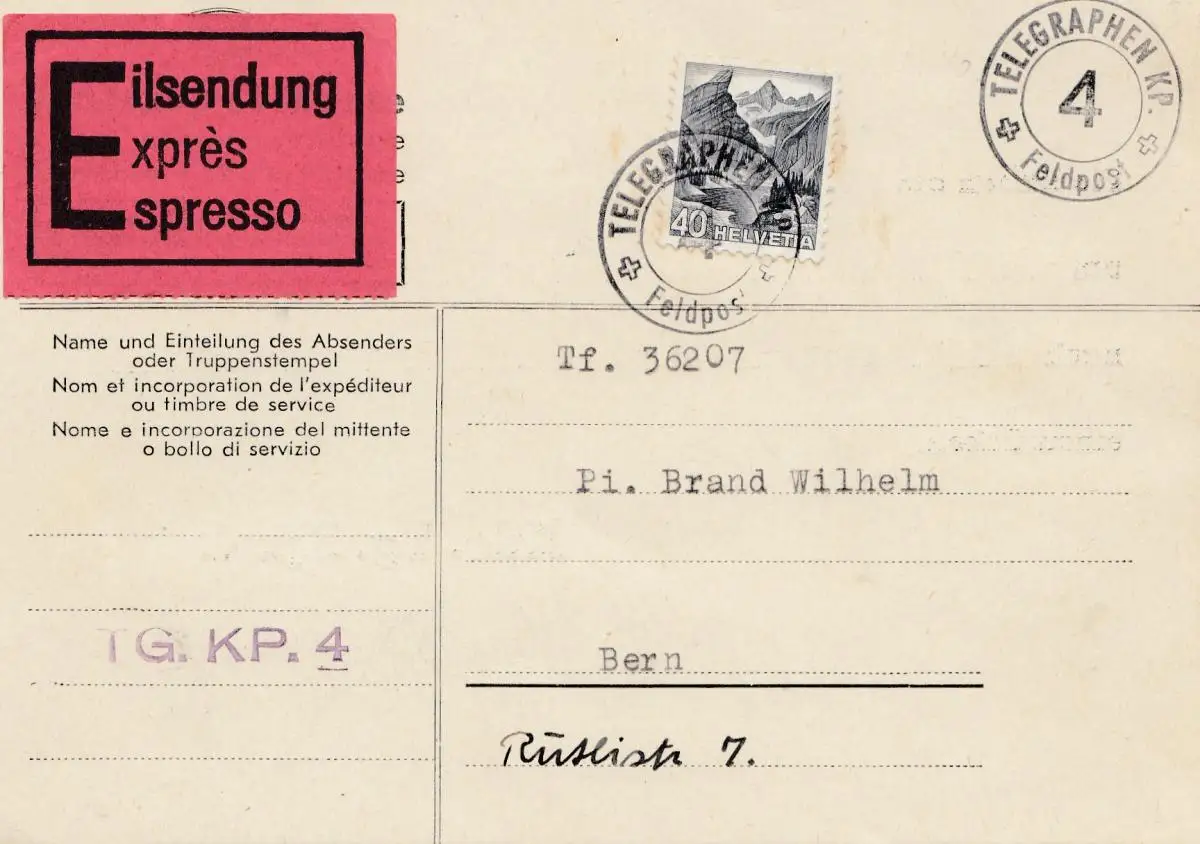 Eilsendung
Exprès
Espresso
TELEGRAPHEN KP.
4
Feldpost
40 HELVETIA
TELEGRAPHEN
Feldpost
Name und Einteilung des Absenders
oder Truppenstempel
Nom et incorporation de l'expéditeur
ou timbre de service
Nome e incorporazione del mittente
o bollo di servizio
TG. KP. 4
Tf. 36207
Pi. Brand Wilhelm
Bern
Rütlistr 7.